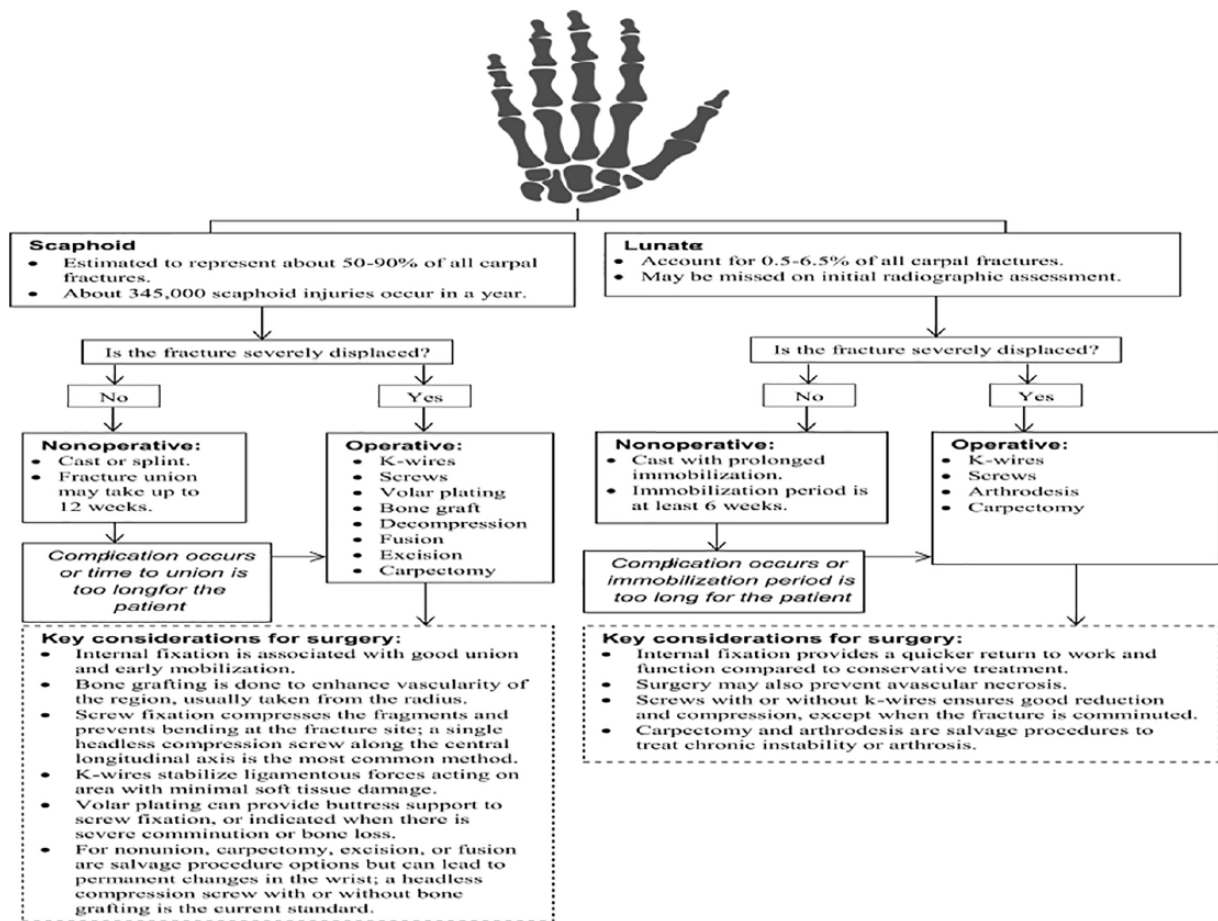 Scaphoid
• Estimated to represent about 50-90% of all carpal
fractures.
• About 345,000 scaphoid injuries occur in a year.
Is the fracture severely displaced?
No
Yes
Nonoperative:
• Cast or splint.
• Fracture union
may take up to
12 weeks.
Complication occurs
or time to union is
too longfor the
patient
Operative:
• K-wires
• Screws
• Volar plating
• Bone graft
• Decompression
• Fusion
• Excision
• Carpectomy
Key considerations for surgery:
• Internal fixation is associated with good union
and early mobilization.
• Bone grafting is done to enhance vascularity of
the region, usually taken from the radius.
• Screw fixation compresses the fragments and
prevents bending at the fracture site; a single
headless compression screw along the central
longitudinal axis is the most common method.
• K-wires stabilize ligamentous forces acting on
area with minimal soft tissue damage.
• Volar plating can provide buttress support to
screw fixation, or indicated when there is
severe comminution or bone loss.
• For nonunion, carpectomy, excision, or fusion
are salvage procedure options but can lead to
permanent changes in the wrist; a headless
compression screw with or without bone
grafting is the current standard.
Lunate
• Account for 0.5-6.5% of all carpal fractures.
• May be missed on initial radiographic assessment.
Is the fracture severely displaced?
No
Yes
Nonoperative:
• Cast with prolonged
immobilization.
• Immobilization period is
at least 6 weeks.
Complication occurs or
immobilization period is
too long for the patient
Operative:
• K-wires
• Screws
• Arthrodesis
• Carpectomy
Key considerations for surgery:
• Internal fixation provides a quicker return to work and
function compared to conservative treatment.
• Surgery may also prevent avascular necrosis.
• Screws with or without k-wires ensures good reduction
and compression, except when the fracture is comminuted.
• Carpectomy and arthrodesis are salvage procedures to
treat chronic instability or arthrosis.